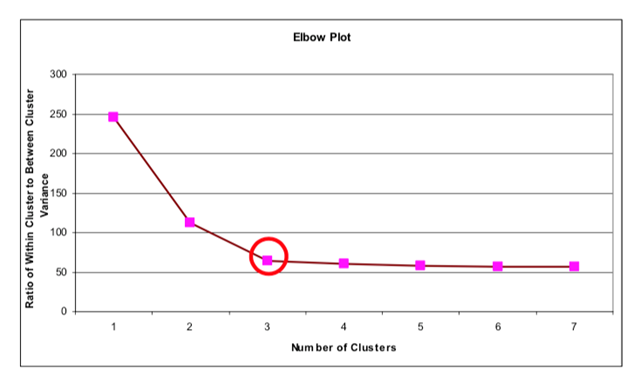 Elbow Plot
Ratio of Within Cluster to Between Cluster
Variance
300
250
200
150
100
50
0
1 2 3 4 5 6 7
Number of Clusters